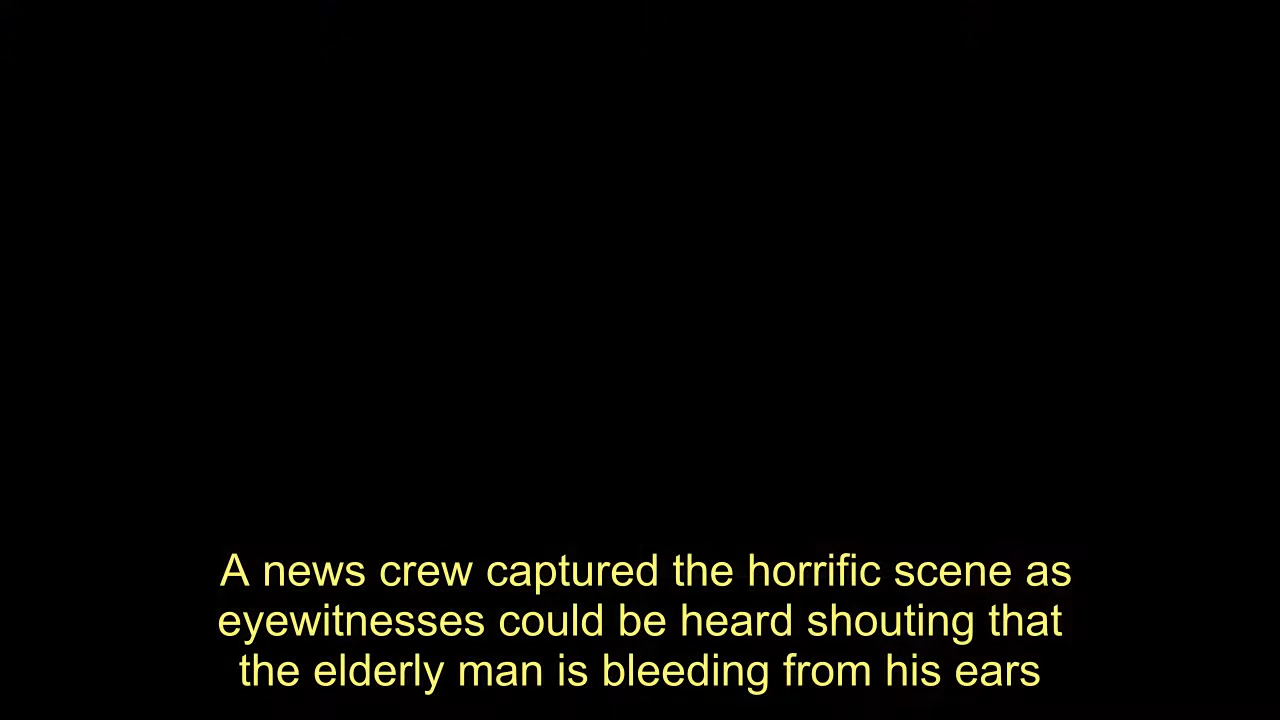 A news crew captured the horrific scene as
eyewitnesses could be heard shouting that
the elderly man is bleeding from his ears